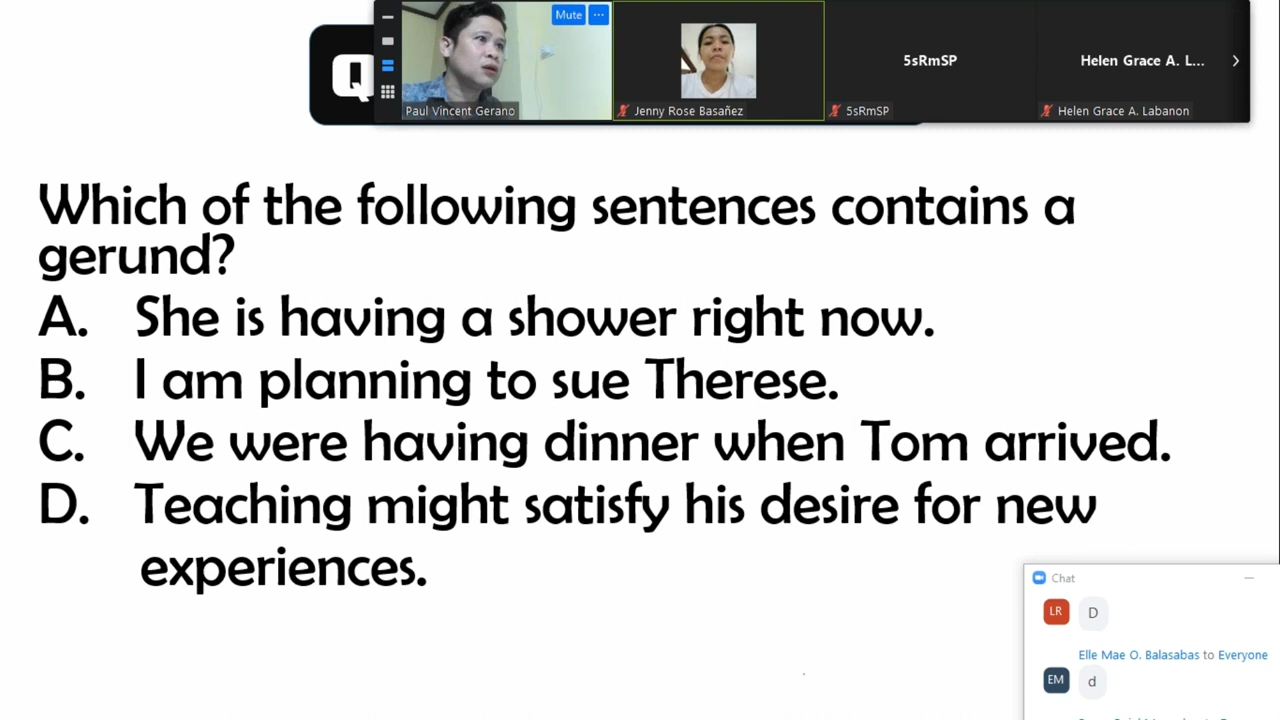 Q
Mute
Paul Vincent Gerano
Jenny Rose Basañez
5sRmSP
5sRmSP
Helen Grace A. L...
Helen Grace A. Labanon
Which of the following sentences contains a
gerund?
A. She is having a shower right now.
B. I am planning to sue Therese.
C. We were having dinner when Tom arrived.
D. Teaching might satisfy his desire for new
experiences.
Chat
LR D
Elle Mae O. Balasabas to Everyone
EM d